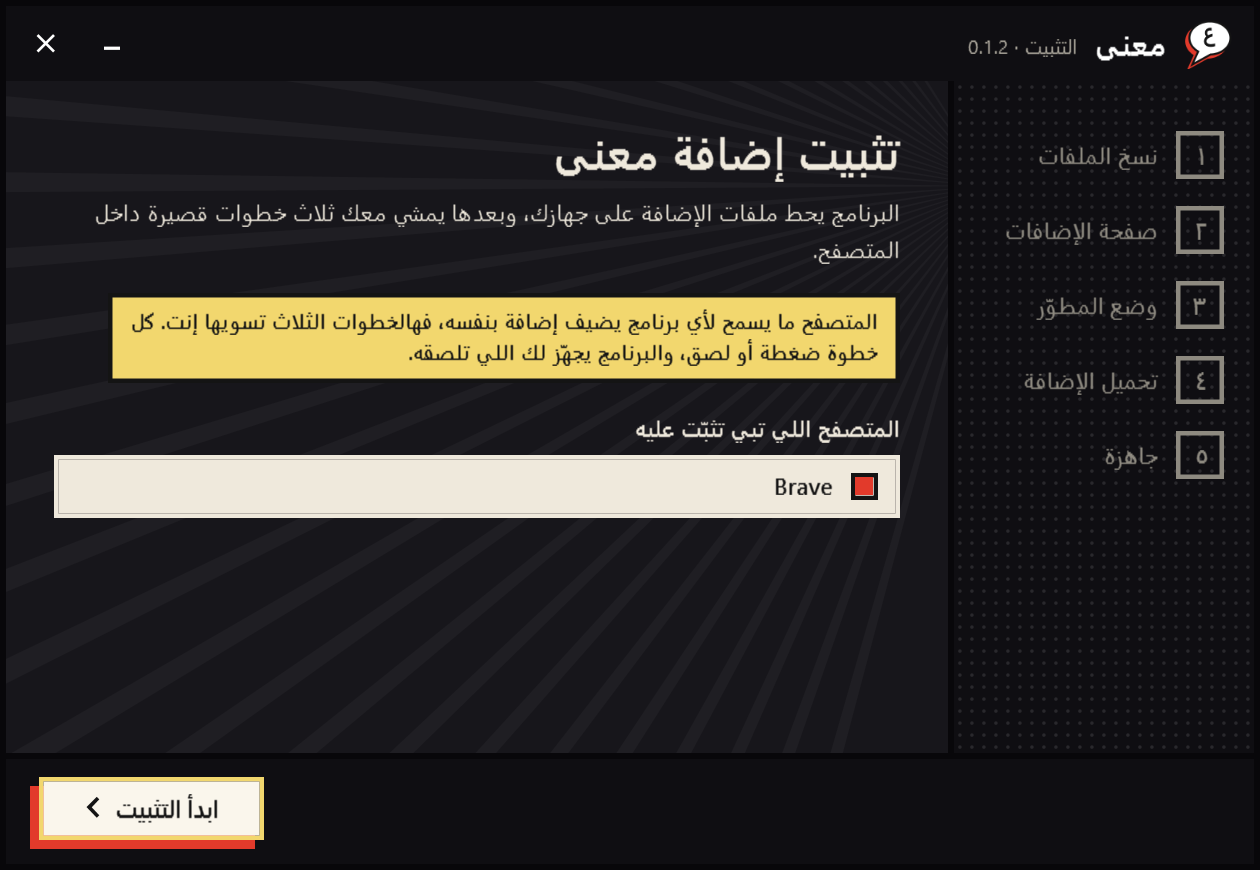 ع
معنى
التثبيت · 0.1.2
١ نسخ الملفات
٢ صفحة الإضافات
٣ وضع المطوّر
٤ تحميل الإضافة
٥ جاهزة
تثبيت إضافة معنى
البرنامج يحط ملفات الإضافة على جهازك، وبعدها يمشي معك ثلاث خطوات قصيرة داخل
المتصفح.
المتصفح ما يسمح لأي برنامج يضيف إضافة بنفسه، فهالخطوات الثلاث تسويها إنت. كل
خطوة ضغطة أو لصق، والبرنامج يجهّز لك اللي تلصقه.
المتصفح اللي تبي تثبّت عليه
Brave
ابدأ التثبيت